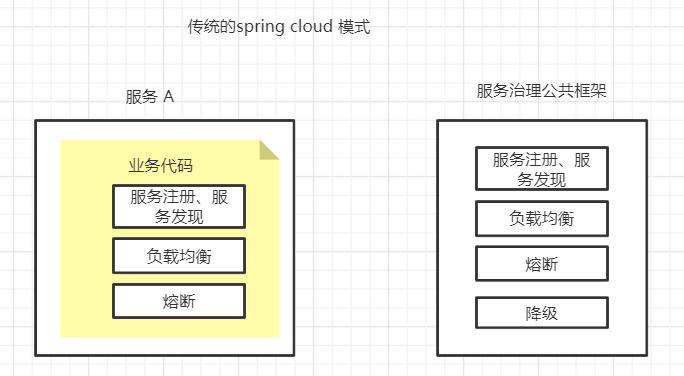 传统的spring cloud 模式
服务 A
业务代码
服务注册、服
务发现
负载均衡
熔断
服务治理公共框架
服务注册、服
务发现
负载均衡
熔断
降级